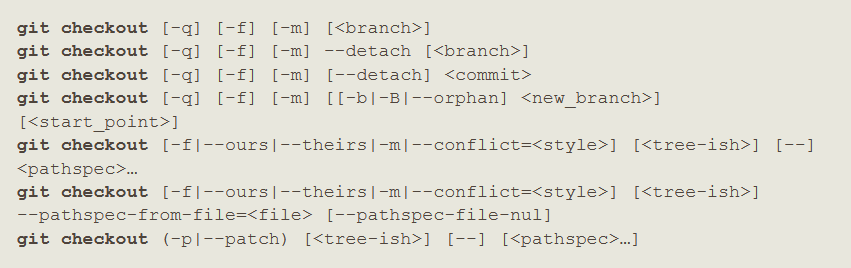 git checkout [-q] [-f] [-m] [<branch>]
git checkout [-q] [-f] [-m] --detach [<branch>]
git checkout [-q] [-f] [-m] [--detach] <commit>
git checkout [-q] [-f] [-m] [[-b|-B|--orphan] <new_branch>]
[<start_point>]
git checkout [-f|--ours|--theirs|-m|--conflict=<style>] [<tree-ish>] [--]
<pathspec>…
git checkout [-f|--ours|--theirs|-m|--conflict=<style>] [<tree-ish>]
--pathspec-from-file=<file> [--pathspec-file-nul]
git checkout (-p|--patch) [<tree-ish>] [--] [<pathspec>…]